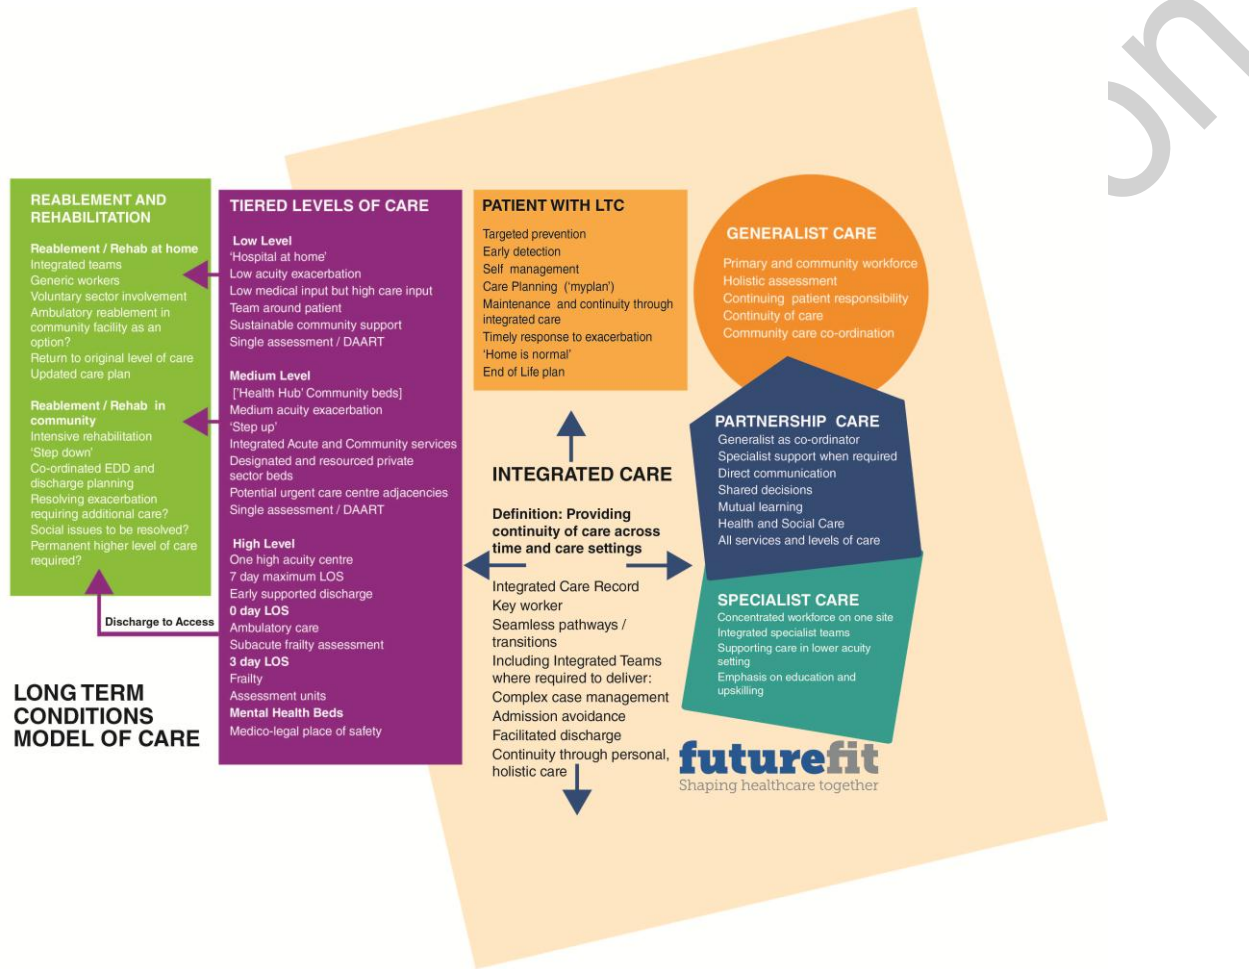 REABLEMENT AND
REHABILITATION
Reablement / Rehab at home
Integrated teams
Generic workers
Voluntary sector involvement
Ambulatory reablement in
community facility as an
option?
Return to original level of care
Updated care plan
Reablement / Rehab in
community
Intensive rehabilitation
'Step down'
Co-ordinated EDD and
discharge planning
Resolving exacerbation
requiring additional care?
Social issues to be resolved?
Permanent higher level of care
required?
Discharge to Access
LONG TERM
CONDITIONS
MODEL OF CARE
TIERED LEVELS OF CARE
Low Level
'Hospital at home'
Low acuity exacerbation
Low medical input but high care input
Team around patient
Sustainable community support
Single assessment / DAART
Medium Level
['Health Hub' Community beds]
Medium acuity exacerbation
'Step up'
Integrated Acute and Community services
Designated and resourced private
sector beds
Potential urgent care centre adjacencies
Single assessment / DAART
High Level
One high acuity centre
7 day maximum LOS
Early supported discharge
0 day LOS
Ambulatory care
Subacute frailty assessment
3 day LOS
Frailty
Assessment units
Mental Health Beds
Medico-legal place of safety
PATIENT WITH LTC
Targeted prevention
Early detection
Self management
Care Planning ('myplan')
Maintenance and continuity through
integrated care
Timely response to exacerbation
'Home is normal'
End of Life plan
INTEGRATED CARE
Definition: Providing
continuity of care across
time and care settings
Integrated Care Record
Key worker
Seamless pathways /
transitions
Including Integrated Teams
where required to deliver:
Complex case management
Admission avoidance
Facilitated discharge
Continuity through personal,
holistic care
GENERALIST CARE
Primary and community workforce
Holistic assessment
Continuing patient responsibility
Continuity of care
Community care co-ordination
PARTNERSHIP CARE
Generalist as co-ordinator
Specialist support when required
Direct communication
Shared decisions
Mutual learning
Health and Social Care
All services and levels of care
SPECIALIST CARE
Concentrated workforce on one site
Integrated specialist teams
Supporting care in lower acuity
setting
Emphasis on education and
upskilling
futurefit
Shaping healthcare together